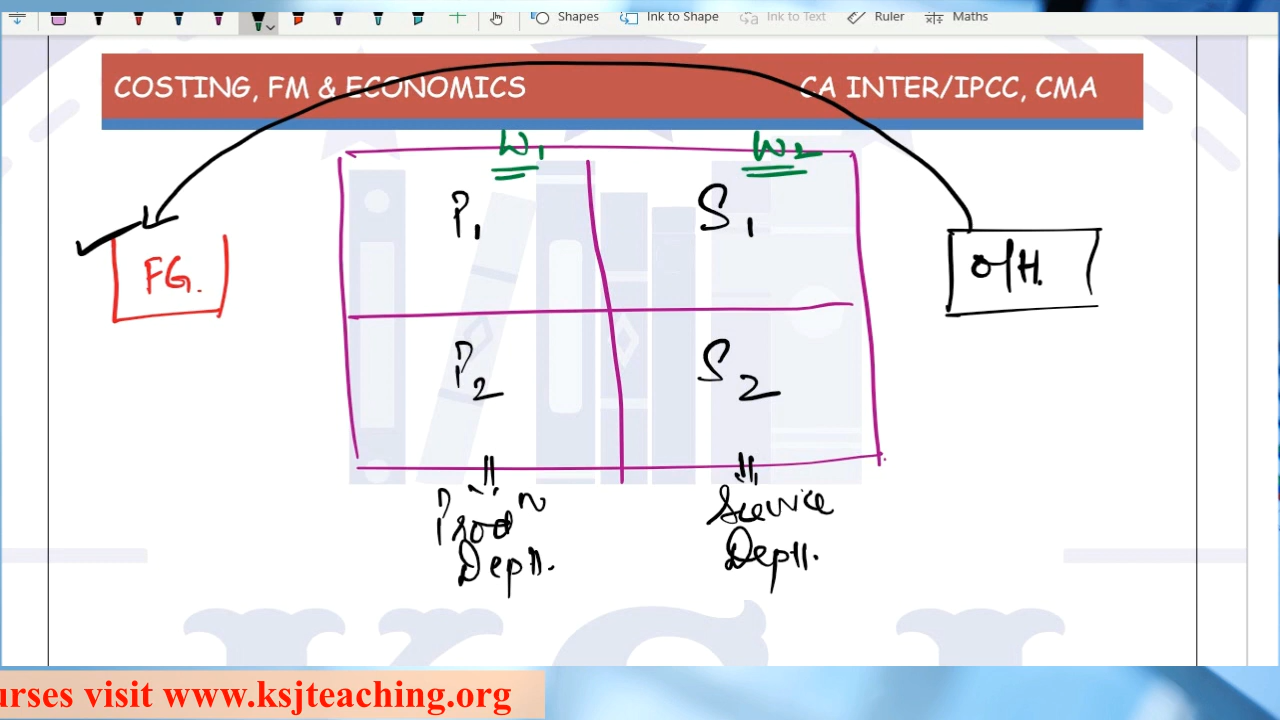 Shapes Ink to Shape Ink to Text Ruler Maths
COSTING, FM & ECONOMICS CA INTER/IPCC, CMA
W1 W2
P1 S1
FG. O/H.
P2 S2
Prodn Service
Deptt. Deptt.
KSJ
urses visit www.ksjteaching.org